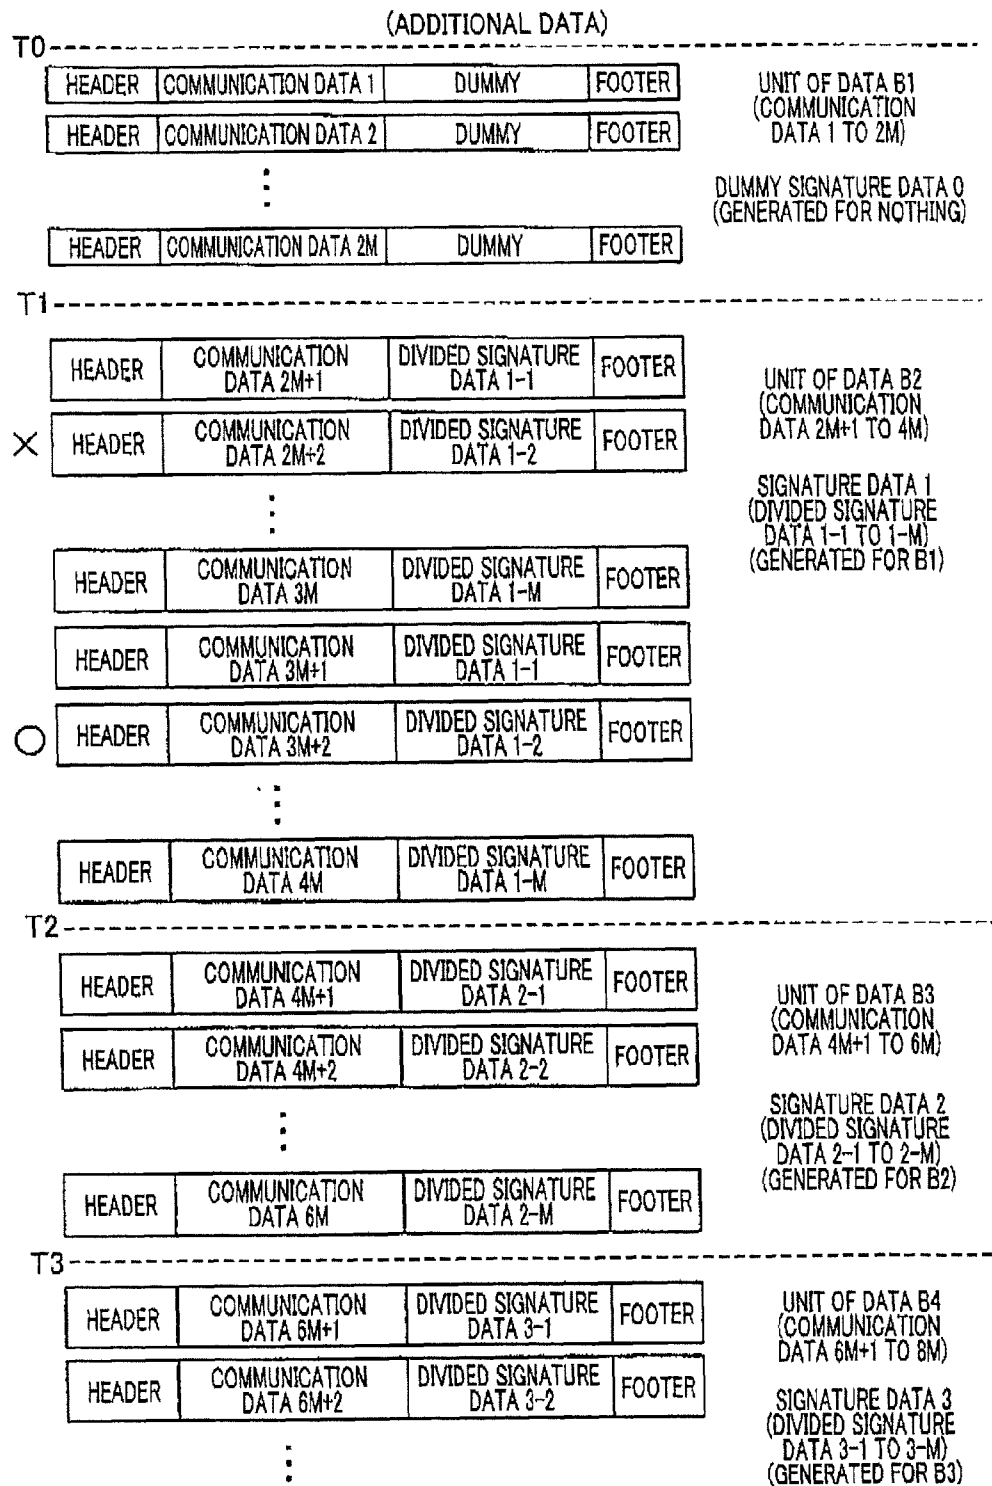 (ADDITIONAL DATA)
T0
HEADER COMMUNICATION DATA 1 DUMMY FOOTER
HEADER COMMUNICATION DATA 2 DUMMY FOOTER
HEADER COMMUNICATION DATA 2M DUMMY FOOTER
UNIT OF DATA B1
(COMMUNICATION
DATA 1 TO 2M)
DUMMY SIGNATURE DATA 0
(GENERATED FOR NOTHING)
T1
HEADER
COMMUNICATION
DATA 2M+1
DIVIDED SIGNATURE
DATA 1-1
FOOTER
×
HEADER
COMMUNICATION
DATA 2M+2
DIVIDED SIGNATURE
DATA 1-2
FOOTER
HEADER
COMMUNICATION
DATA 3M
DIVIDED SIGNATURE
DATA 1-M
FOOTER
HEADER
COMMUNICATION
DATA 3M+1
DIVIDED SIGNATURE
DATA 1-1
FOOTER
○
HEADER
COMMUNICATION
DATA 3M+2
DIVIDED SIGNATURE
DATA 1-2
FOOTER
HEADER
COMMUNICATION
DATA 4M
DIVIDED SIGNATURE
DATA 1-M
FOOTER
UNIT OF DATA B2
(COMMUNICATION
DATA 2M+1 TO 4M)
SIGNATURE DATA 1
(DIVIDED SIGNATURE
DATA 1-1 TO 1-M)
(GENERATED FOR B1)
T2
HEADER
COMMUNICATION
DATA 4M+1
DIVIDED SIGNATURE
DATA 2-1
FOOTER
HEADER
COMMUNICATION
DATA 4M+2
DIVIDED SIGNATURE
DATA 2-2
FOOTER
HEADER
COMMUNICATION
DATA 6M
DIVIDED SIGNATURE
DATA 2-M
FOOTER
UNIT OF DATA B3
(COMMUNICATION
DATA 4M+1 TO 6M)
SIGNATURE DATA 2
(DIVIDED SIGNATURE
DATA 2-1 TO 2-M)
(GENERATED FOR B2)
T3
HEADER
COMMUNICATION
DATA 6M+1
DIVIDED SIGNATURE
DATA 3-1
FOOTER
HEADER
COMMUNICATION
DATA 6M+2
DIVIDED SIGNATURE
DATA 3-2
FOOTER
UNIT OF DATA B4
(COMMUNICATION
DATA 6M+1 TO 8M)
SIGNATURE DATA 3
(DIVIDED SIGNATURE
DATA 3-1 TO 3-M)
(GENERATED FOR B3)